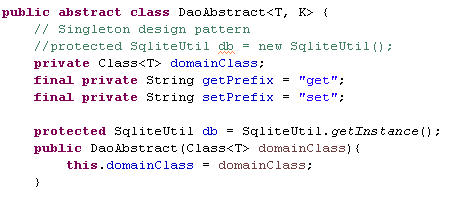 public abstract class DaoAbstract<T, K> {
    // Singleton design pattern
    //protected SqliteUtil db = new SqliteUtil();
    private Class<T> domainClass;
    final private String getPrefix = "get";
    final private String setPrefix = "set";

    protected SqliteUtil db = SqliteUtil.getInstance();
    public DaoAbstract(Class<T> domainClass){
        this.domainClass = domainClass;
    }